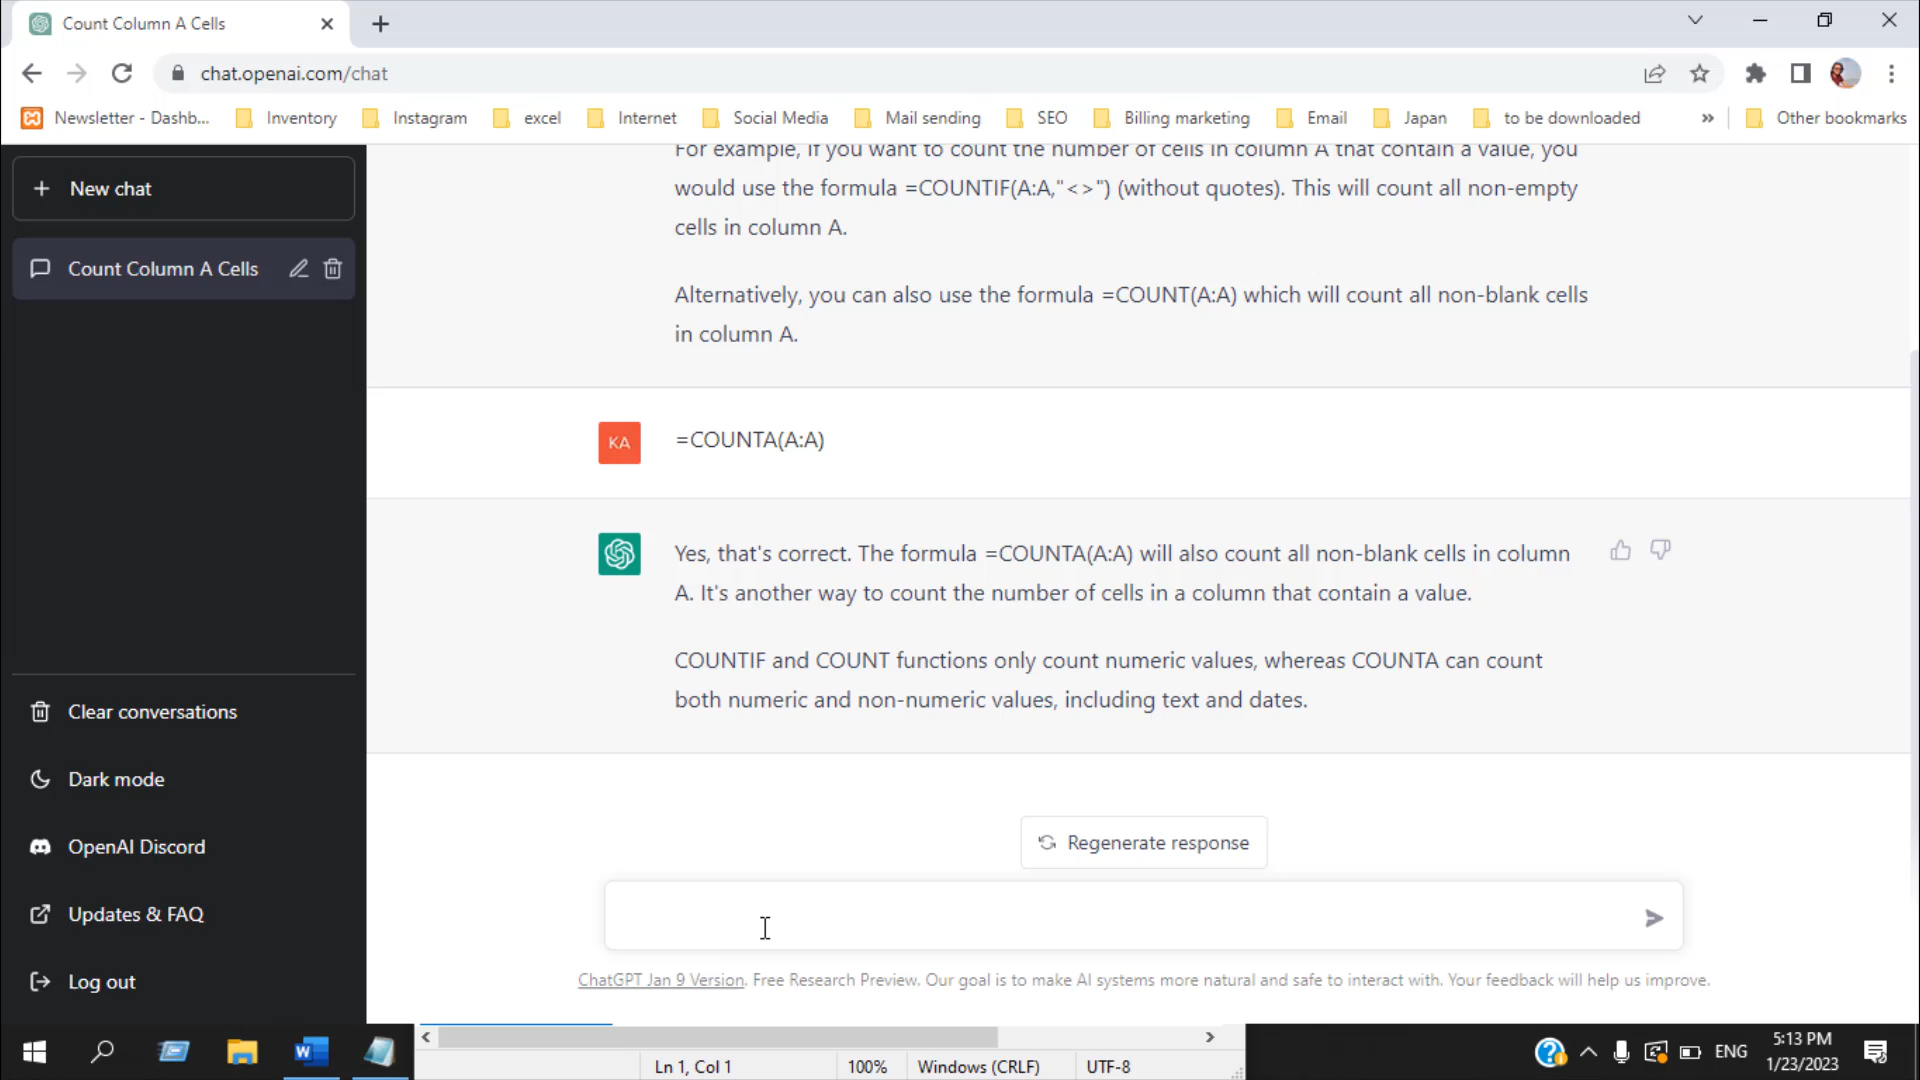 Count Column A Cells
chat.openai.com/chat
Newsletter - Dashb...
Inventory
Instagram
excel
Internet
Social Media
Mail sending
SEO
Billing marketing
Email
Japan
to be downloaded
»
Other bookmarks
New chat
Count Column A Cells
Clear conversations
Dark mode
OpenAI Discord
Updates & FAQ
Log out
For example, if you want to count the number of cells in column A that contain a value, you
would use the formula =COUNTIF(A:A,"<>") (without quotes). This will count all non-empty
cells in column A.
Alternatively, you can also use the formula =COUNT(A:A) which will count all non-blank cells
in column A.
KA
=COUNTA(A:A)
Yes, that's correct. The formula =COUNTA(A:A) will also count all non-blank cells in column
A. It's another way to count the number of cells in a column that contain a value.
COUNTIF and COUNT functions only count numeric values, whereas COUNTA can count
both numeric and non-numeric values, including text and dates.
Regenerate response
ChatGPT Jan 9 Version. Free Research Preview. Our goal is to make AI systems more natural and safe to interact with. Your feedback will help us improve.
Ln 1, Col 1
100%
Windows (CRLF)
UTF-8
ENG
5:13 PM
1/23/2023